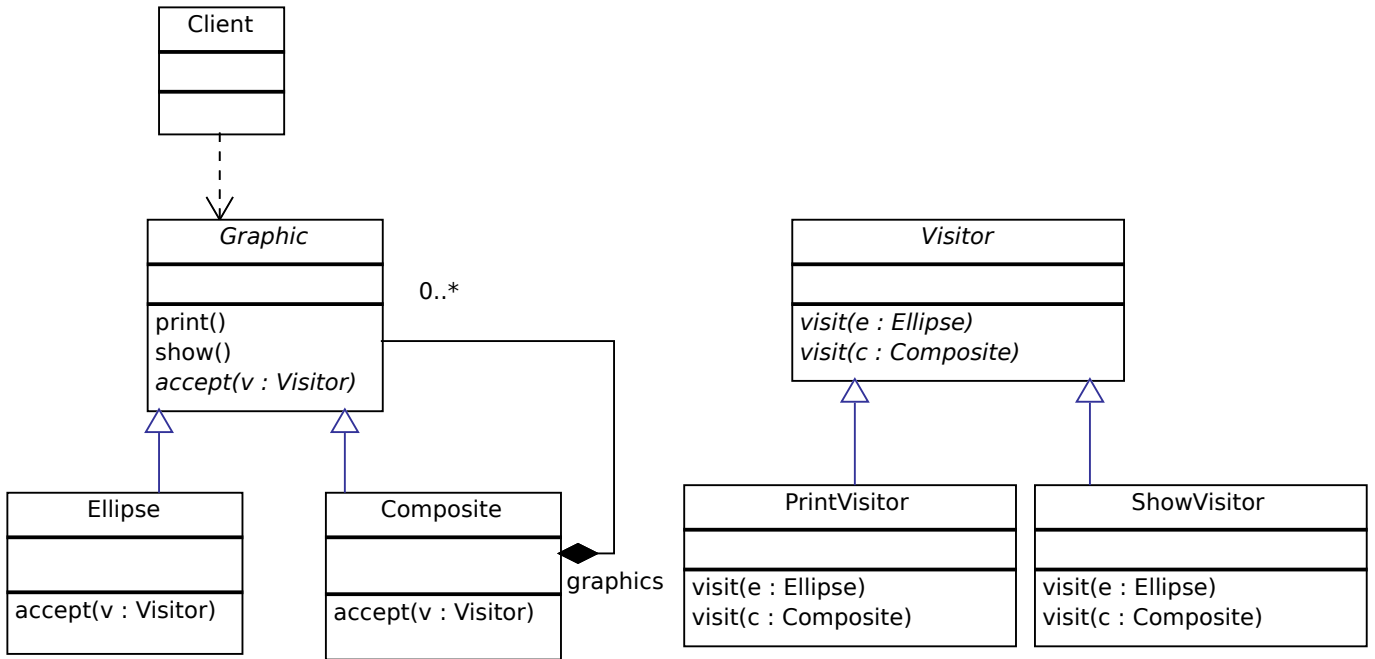 Client
Graphic
0..*
print()
show()
accept(v : Visitor)
Ellipse
accept(v : Visitor)
Composite
accept(v : Visitor)
graphics
Visitor
visit(e : Ellipse)
visit(c : Composite)
PrintVisitor
visit(e : Ellipse)
visit(c : Composite)
ShowVisitor
visit(e : Ellipse)
visit(c : Composite)